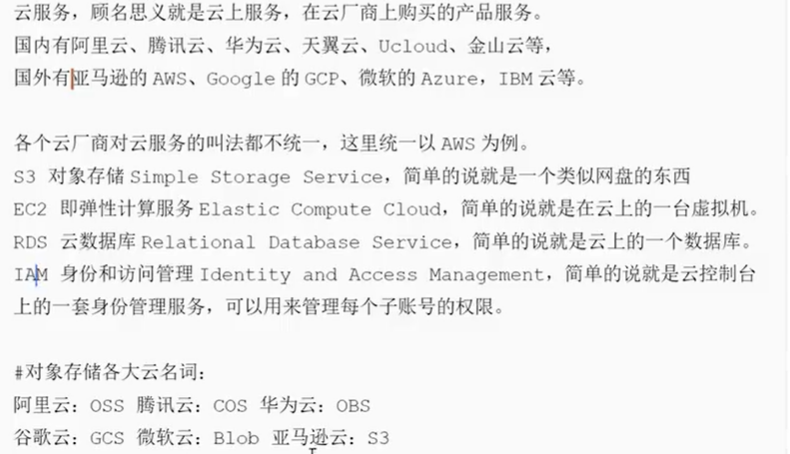 云服务，顾名思义就是云上服务，在云厂商上购买的产品服务。
国内有阿里云、腾讯云、华为云、天翼云、Ucloud、金山云等，
国外有亚马逊的 AWS、Google 的 GCP、微软的 Azure，IBM 云等。
各个云厂商对云服务的叫法都不统一，这里统一以 AWS 为例。
S3 对象存储 Simple Storage Service，简单的说就是一个类似网盘的东西
EC2 即弹性计算服务 Elastic Compute Cloud，简单的说就是在云上的一台虚拟机。
RDS 云数据库 Relational Database Service，简单的说就是云上的一个数据库。
IAM 身份和访问管理 Identity and Access Management，简单的说就是云控制台
上的一套身份管理服务，可以用来管理每个子账号的权限。
#对象存储各大云名词：
阿里云：OSS 腾讯云：COS 华为云：OBS
谷歌云：GCS 微软云：Blob 亚马逊云：S3